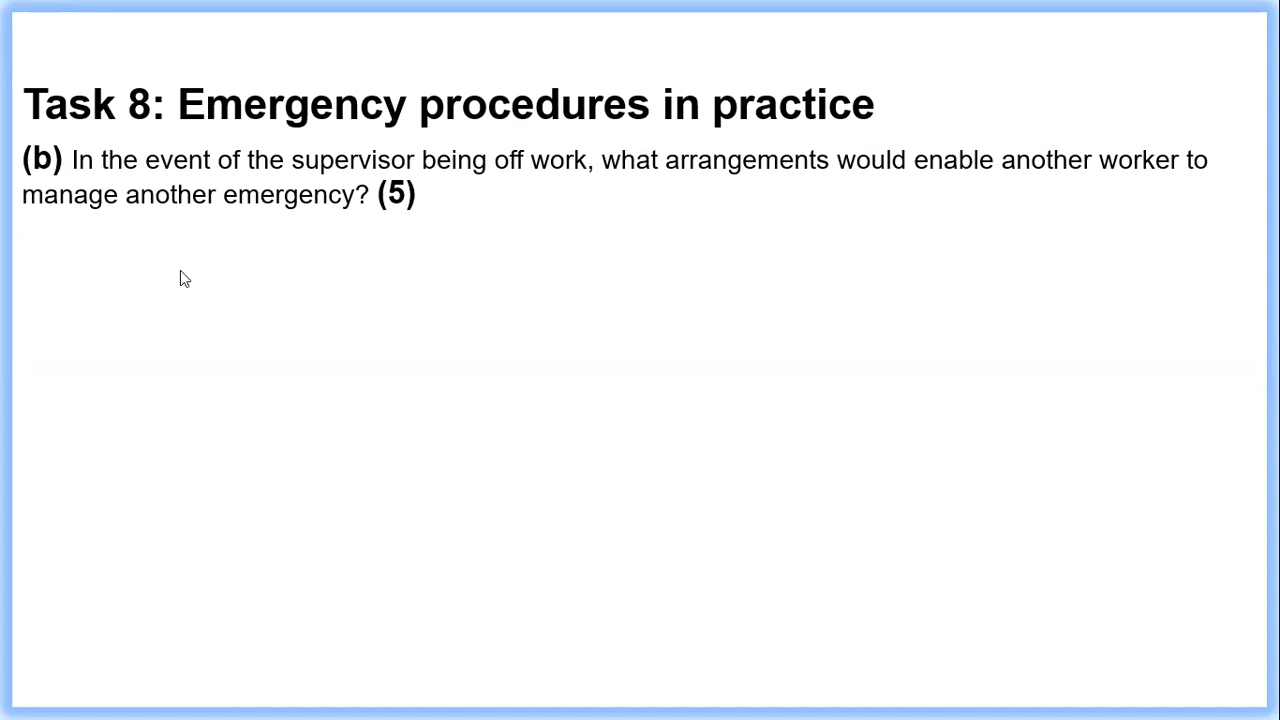 Task 8: Emergency procedures in practice
(b) In the event of the supervisor being off work, what arrangements would enable another worker to
manage another emergency? (5)